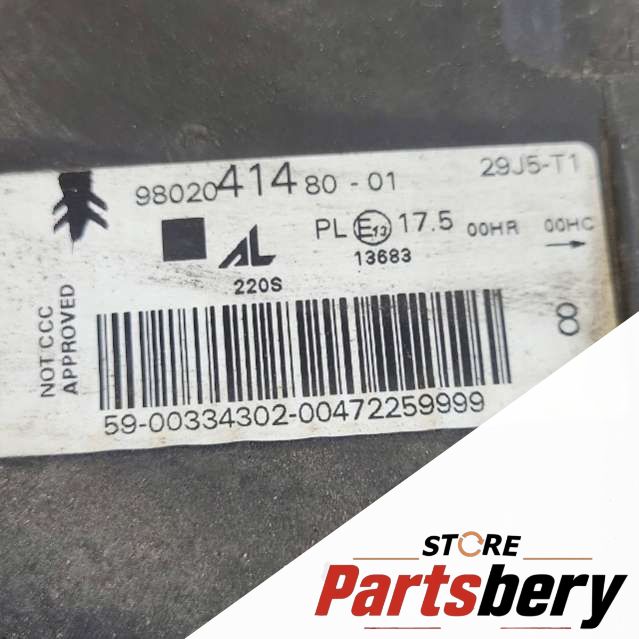 9802041480-01
29J5-T1
PL E13 17.5 00HR 00HC
13683
AL
220S
NOT CCC
APPROVED
8
59-00334302-00472259999
STORE
Partsbery